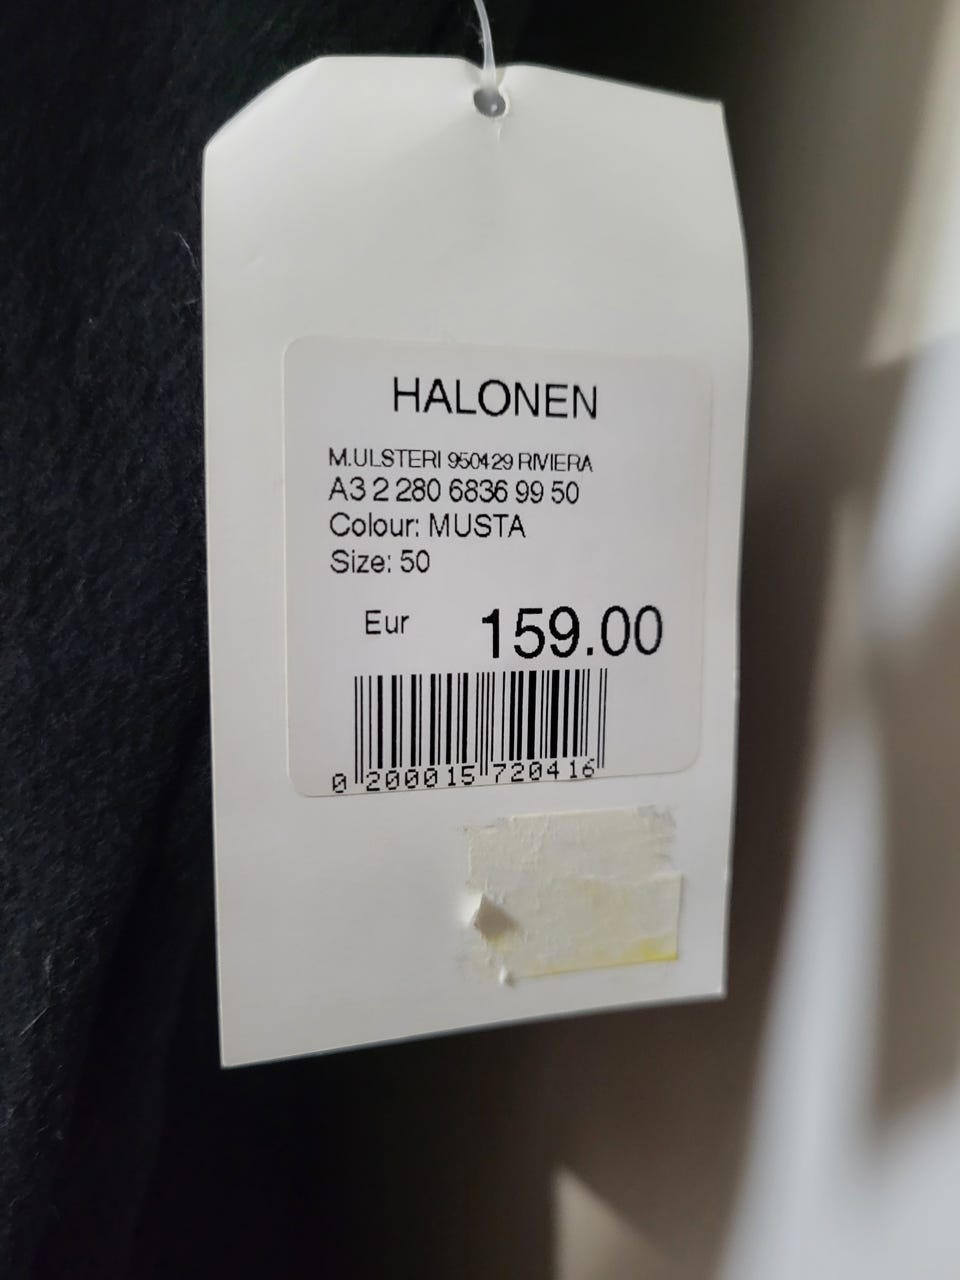 HALONEN
M.ULSTERI 950429 RIVIERA
A3 2 280 6836 99 50
Colour: MUSTA
Size: 50
Eur 159.00
0 200015 720416